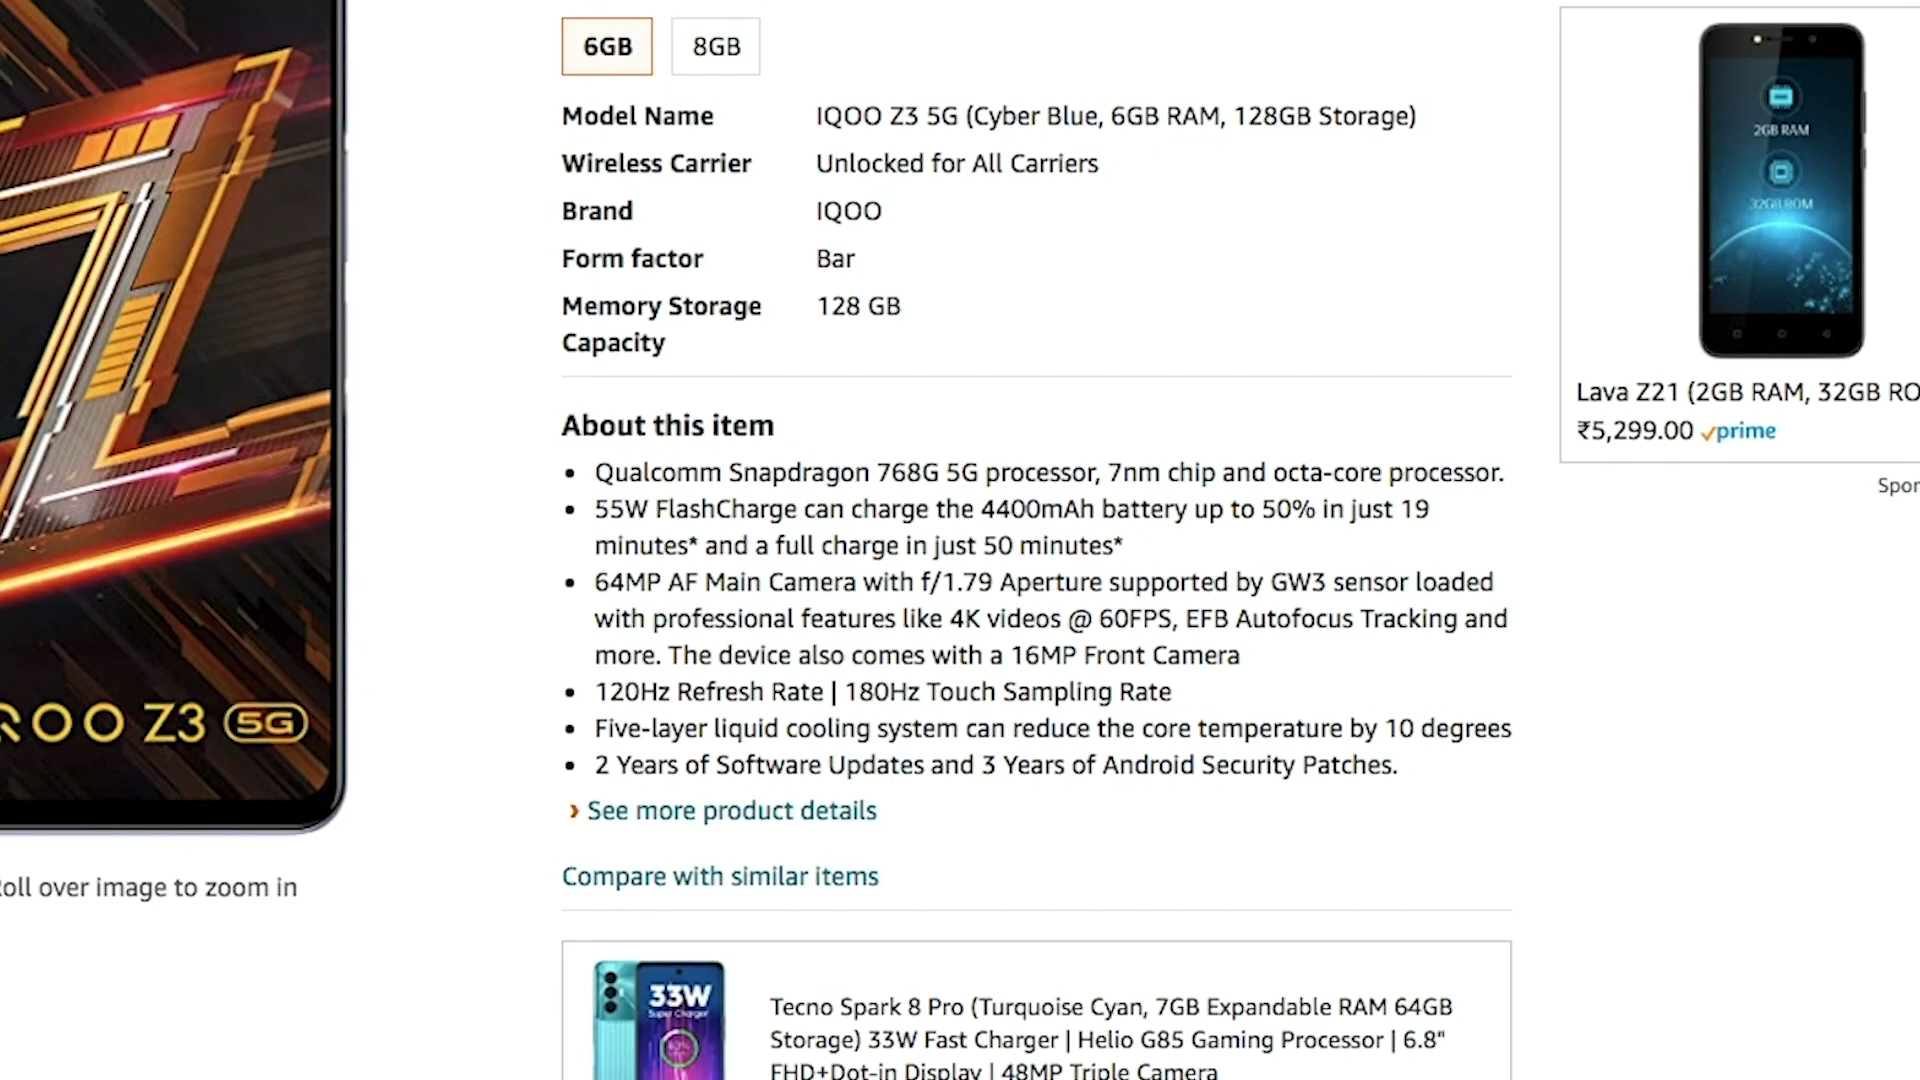 6GB 8GB
Model Name IQOO Z3 5G (Cyber Blue, 6GB RAM, 128GB Storage)
Wireless Carrier Unlocked for All Carriers
Brand IQOO
Form factor Bar
Memory Storage 128 GB
Capacity
About this item
• Qualcomm Snapdragon 768G 5G processor, 7nm chip and octa-core processor.
• 55W FlashCharge can charge the 4400mAh battery up to 50% in just 19
minutes* and a full charge in just 50 minutes*
• 64MP AF Main Camera with f/1.79 Aperture supported by GW3 sensor loaded
with professional features like 4K videos @ 60FPS, EFB Autofocus Tracking and
more. The device also comes with a 16MP Front Camera
• 120Hz Refresh Rate | 180Hz Touch Sampling Rate
• Five-layer liquid cooling system can reduce the core temperature by 10 degrees
• 2 Years of Software Updates and 3 Years of Android Security Patches.
› See more product details
Compare with similar items
33W
Super Charger
Tecno Spark 8 Pro (Turquoise Cyan, 7GB Expandable RAM 64GB
Storage) 33W Fast Charger | Helio G85 Gaming Processor | 6.8"
FHD+Dot-in Display | 48MP Triple Camera
QOO Z3 5G
oll over image to zoom in
2GB RAM
32GB ROM
Lava Z21 (2GB RAM, 32GB RO
₹5,299.00 prime
Spor